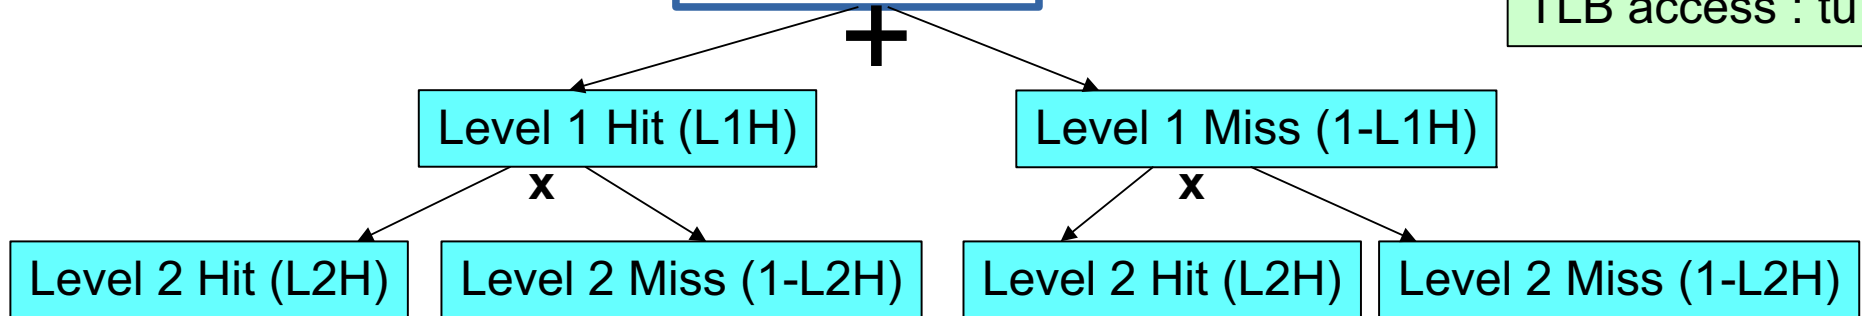 +
TLB access : tu
Level 1 Hit (L1H)
Level 1 Miss (1-L1H)
x
x
Level 2 Hit (L2H)
Level 2 Miss (1-L2H)
Level 2 Hit (L2H)
Level 2 Miss (1-L2H)